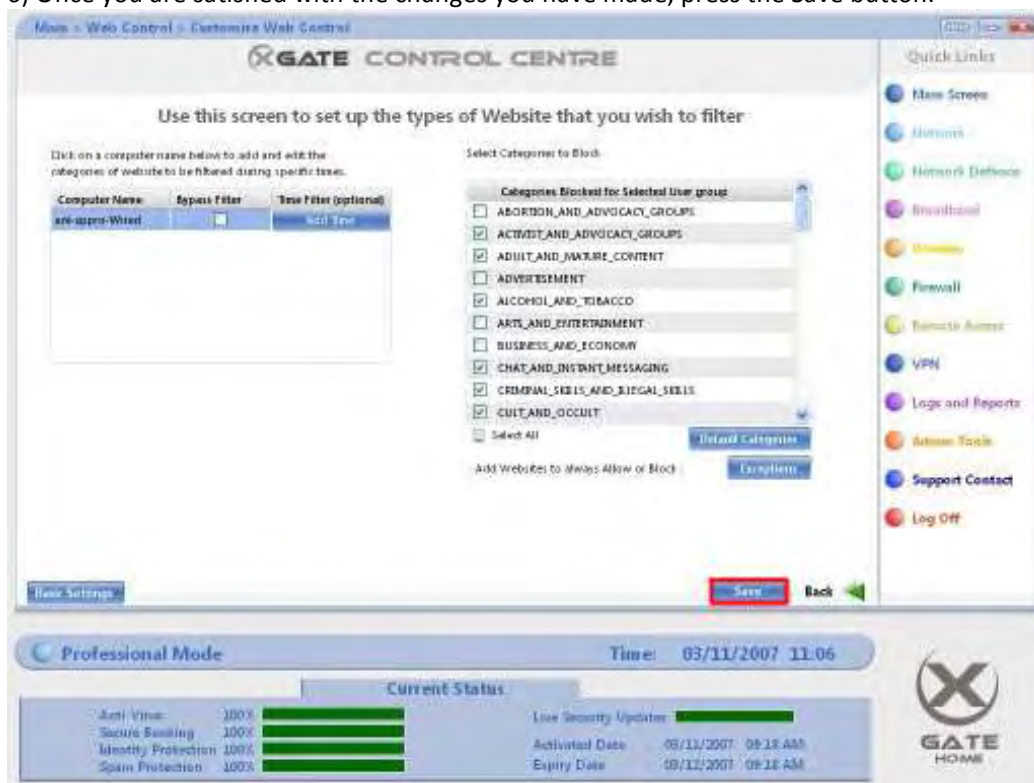 Once you are satisfied with the changes you have made, press the Save button.
Main > Web Control > Customise Web Control
XGATE CONTROL CENTRE
Use this screen to set up the types of Website that you wish to filter
Click on a computer name below to add and edit the
categories of website to be filtered during specific times.
Computer Name Bypass Filter Time Filter (optional)
Add Time
Select Categories to Block
Categories Blocked for Selected User group
ABORTION_AND_ADVOCACY_GROUPS
ACTIVIST_AND_ADVOCACY_GROUPS
ADULT_AND_MATURE_CONTENT
ADVERTISEMENT
ALCOHOL_AND_TOBACCO
ARTS_AND_ENTERTAINMENT
BUSINESS_AND_ECONOMY
CHAT_AND_INSTANT_MESSAGING
CRIMINAL_SKILLS_AND_ILLEGAL_SKILLS
CULT_AND_OCCULT
Select All
Default Categories
Add Websites to always Allow or Block
Exceptions
Basic Settings
Save
Back
Quick Links
Main Screen
Network Defence
Broadband
Wireless
Firewall
Remote Access
VPN
Logs and Reports
Admin Tools
Support Contact
Log Off
Professional Mode
Time: 03/11/2007 11:06
Current Status
Anti Virus 100%
Secure Banking 100%
Identity Protection 100%
Spam Protection 100%
Live Security Updates
Activated Date 09:18 AM
Expiry Date 09:18 AM
X
GATE
HOME